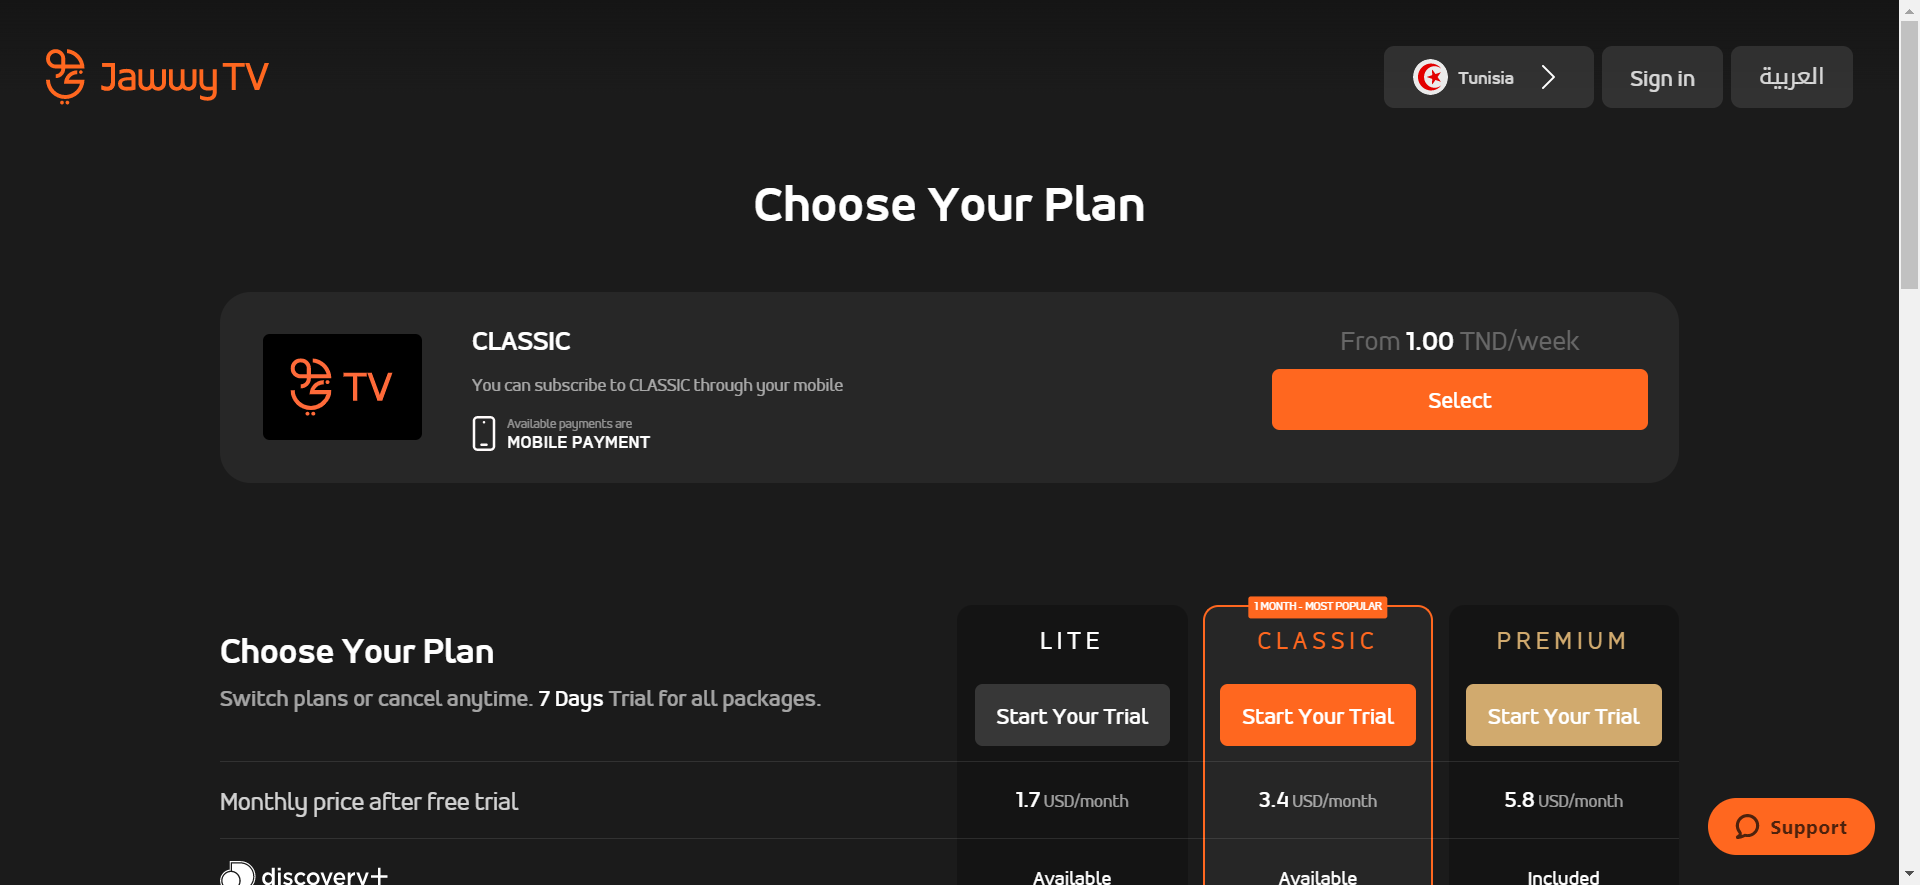 Jawwy TV
Tunisia
Sign in
العربية
Choose Your Plan
TV
CLASSIC
You can subscribe to CLASSIC through your mobile
Available payments are
MOBILE PAYMENT
From 1.00 TND/week
Select
Choose Your Plan
Switch plans or cancel anytime. 7 Days Trial for all packages.
LITE
Start Your Trial
1 MONTH - MOST POPULAR
CLASSIC
Start Your Trial
PREMIUM
Start Your Trial
Monthly price after free trial
1.7 USD/month
3.4 USD/month
5.8 USD/month
discovery+
Available
Available
Included
Support